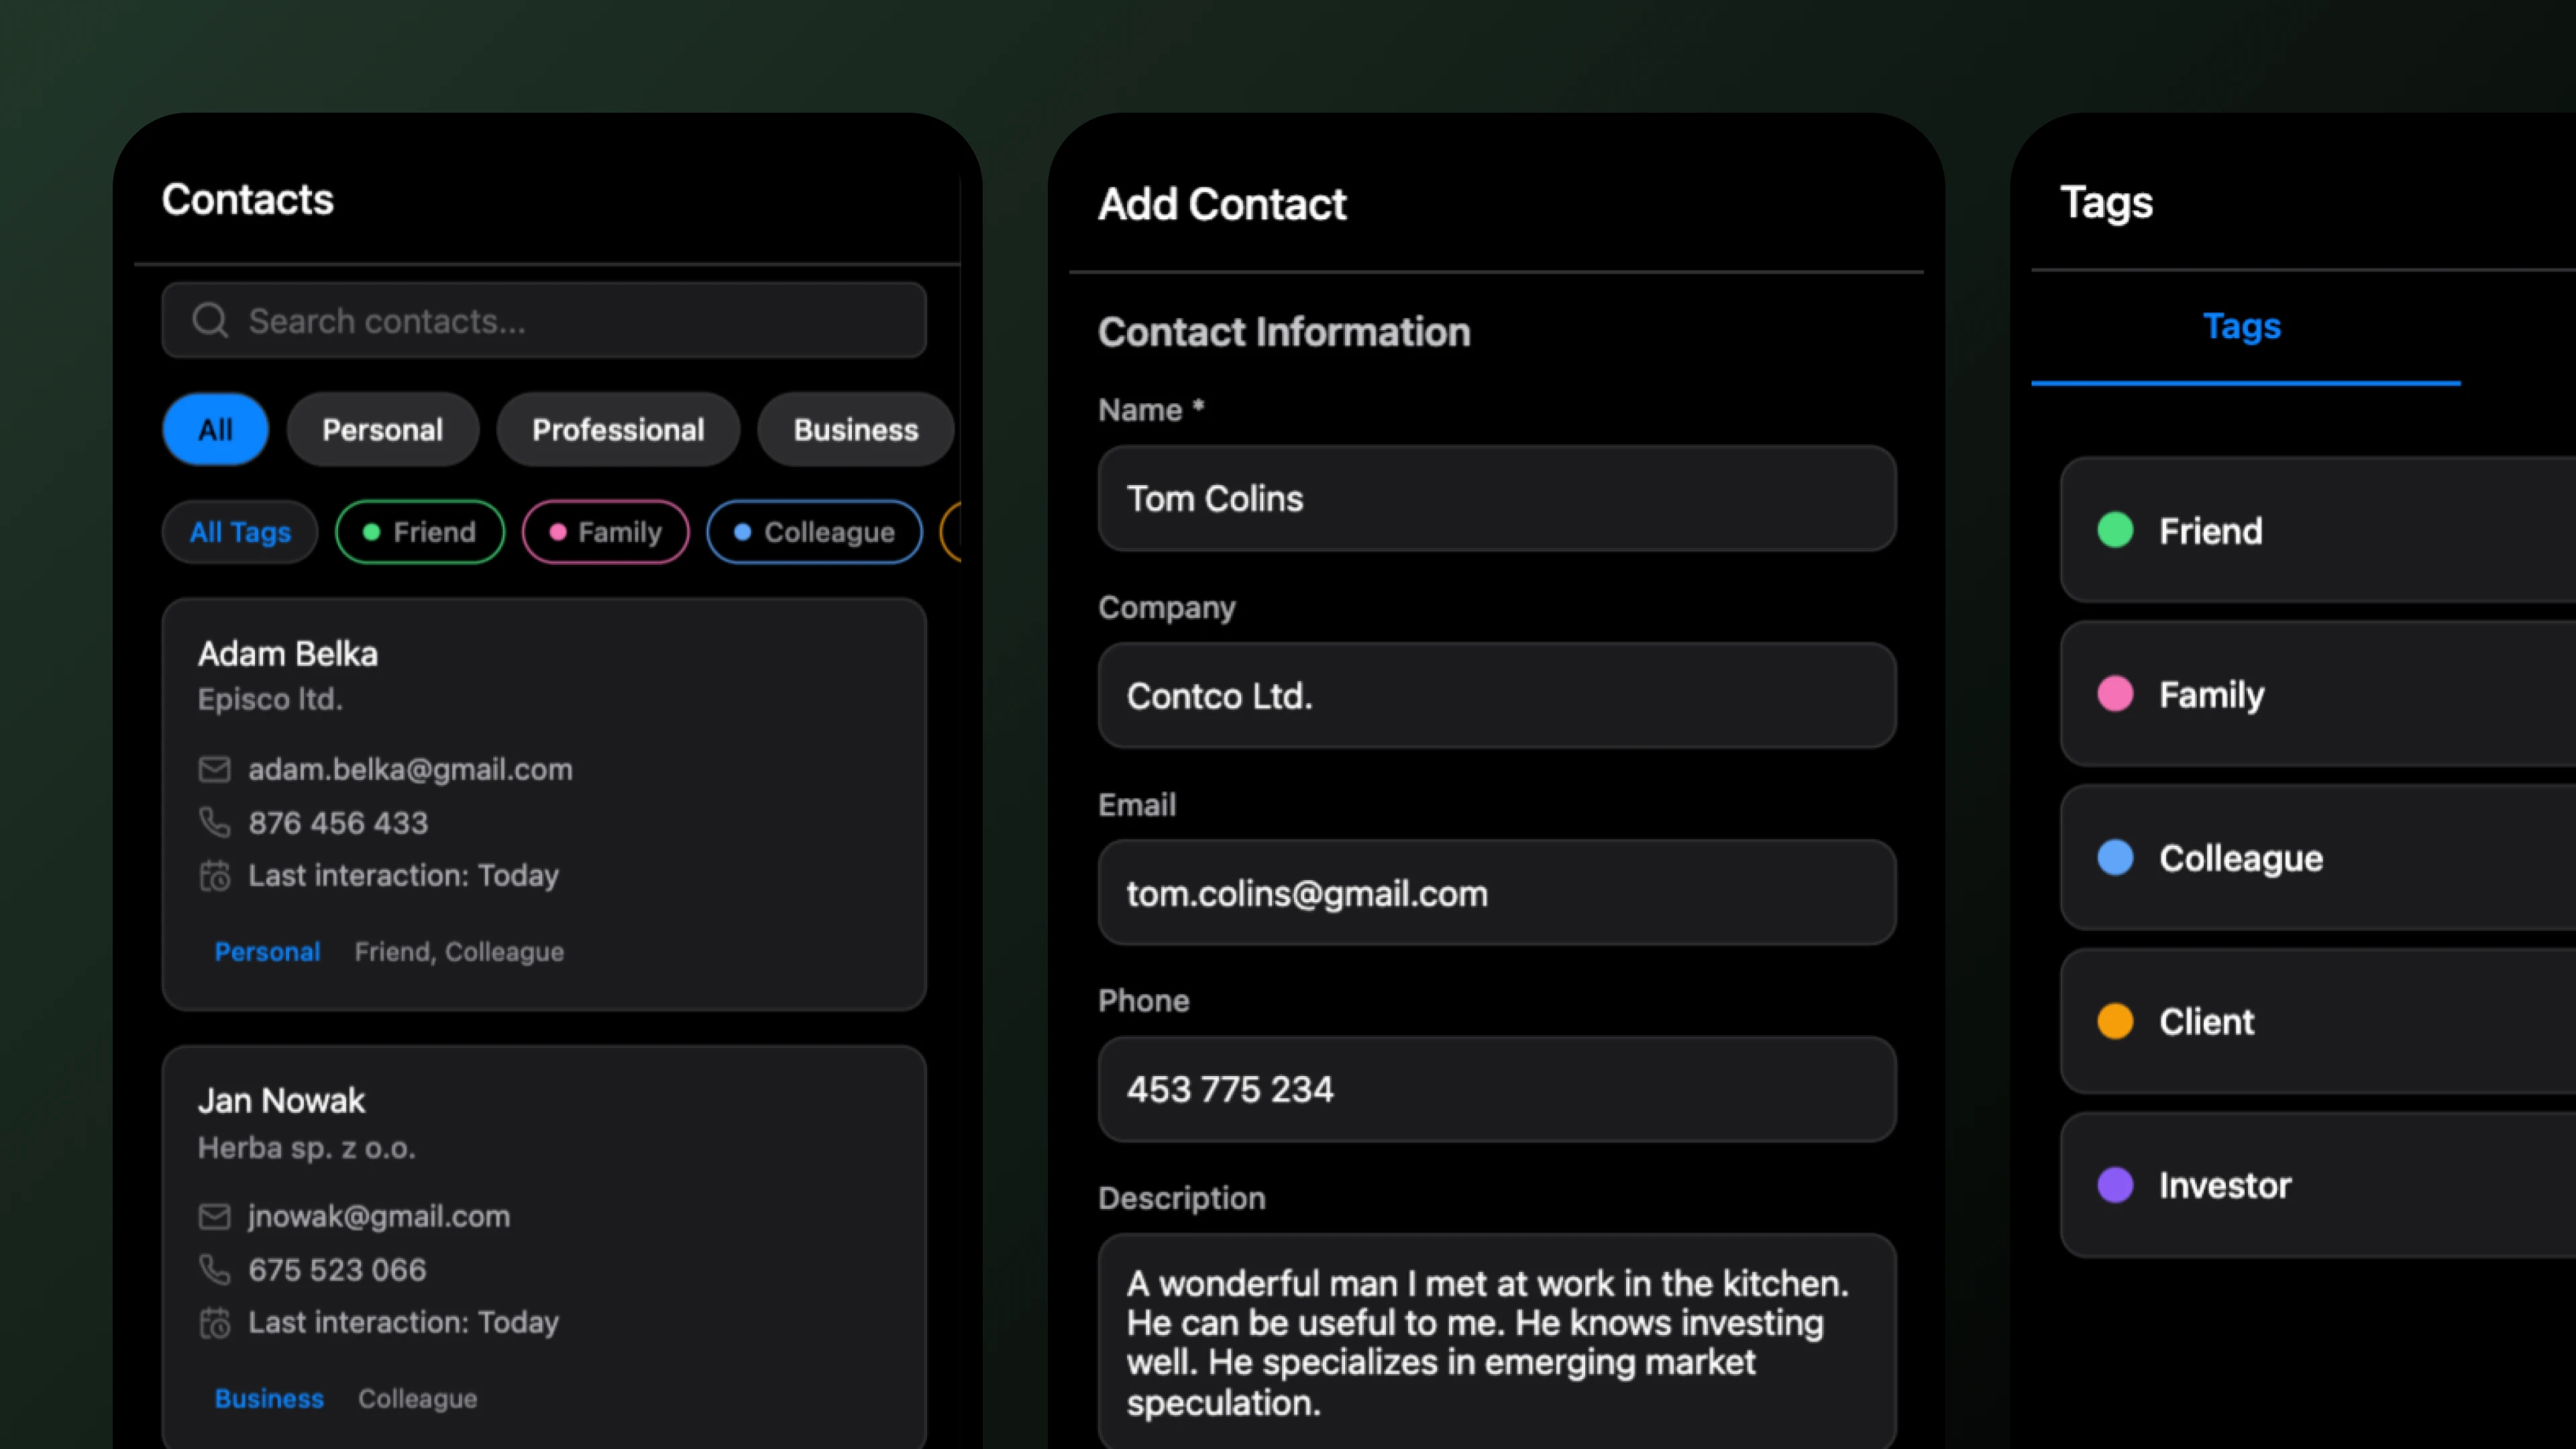 Contacts
Search contacts...
All
Personal
Professional
Business
All Tags
Friend
Family
Colleague
Adam Belka
Episco ltd.
adam.belka@gmail.com
876 456 433
Last interaction: Today
Personal
Friend, Colleague
Jan Nowak
Herba sp. z o.o.
jnowak@gmail.com
675 523 066
Last interaction: Today
Business
Colleague
Add Contact
Contact Information
Name *
Tom Colins
Company
Contco Ltd.
Email
tom.colins@gmail.com
Phone
453 775 234
Description
A wonderful man I met at work in the kitchen.
He can be useful to me. He knows investing
well. He specializes in emerging market
speculation.
Tags
Tags
Friend
Family
Colleague
Client
Investor